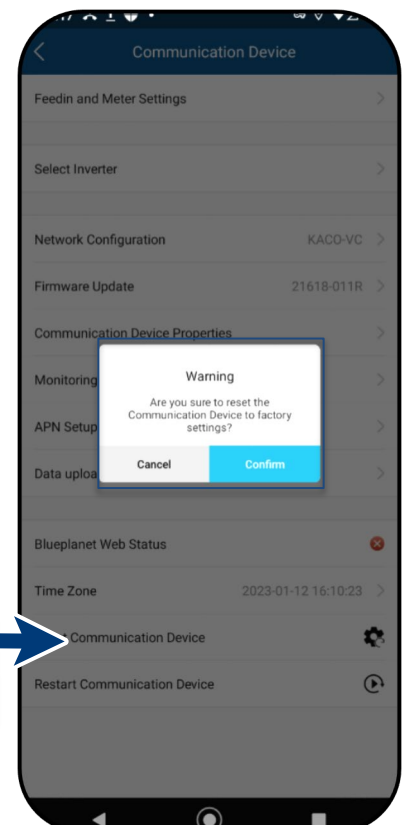 Communication Device
Feedin and Meter Settings
Select Inverter
Network Configuration KACO-VC
Firmware Update 21618-011R
Communication Device Properties
Monitoring
Warning
Are you sure to reset the
Communication Device to factory
settings?
APN Setup
Cancel Confirm
Data uploa
Blueplanet Web Status
Time Zone 2023-01-12 16:10:23
Communication Device
Restart Communication Device